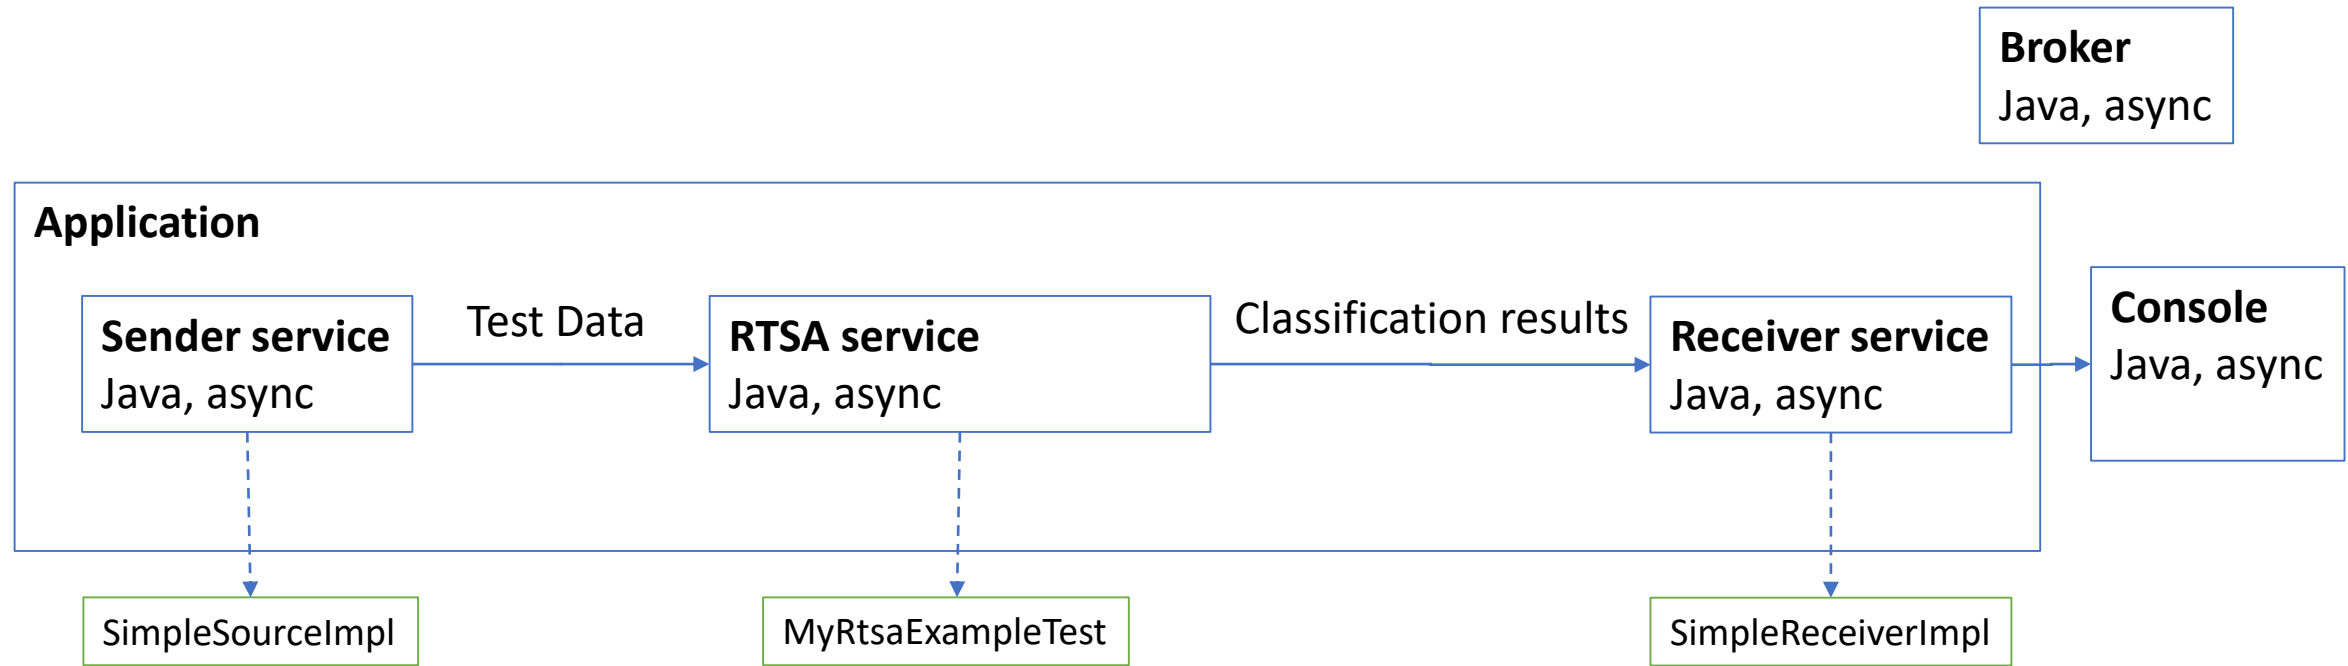 Broker
Java, async
Application
Sender service
Java, async
Test Data
RTSA service
Java, async
Classification results
Receiver service
Java, async
Console
Java, async
SimpleSourceImpl
MyRtsaExampleTest
SimpleReceiverImpl